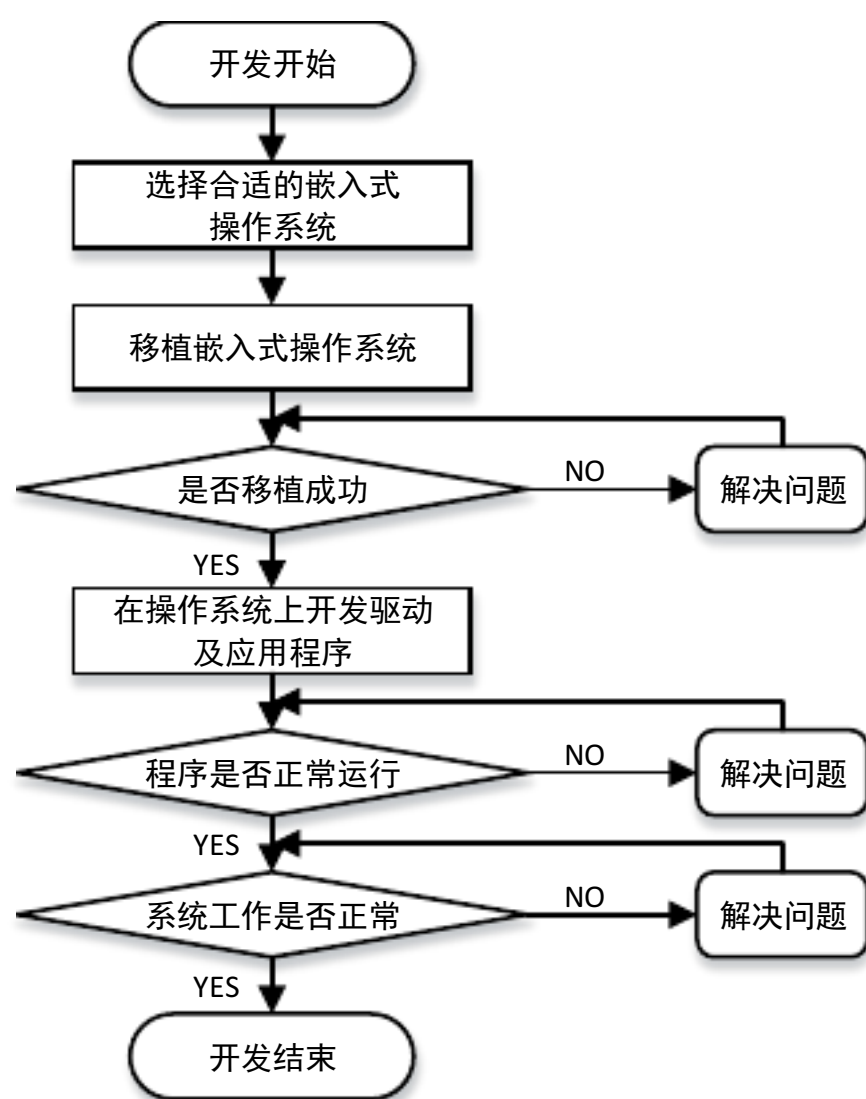 开发开始
选择合适的嵌入式
操作系统
移植嵌入式操作系统
是否移植成功
NO
解决问题
YES
在操作系统上开发驱动
及应用程序
程序是否正常运行
NO
解决问题
YES
系统工作是否正常
NO
解决问题
YES
开发结束